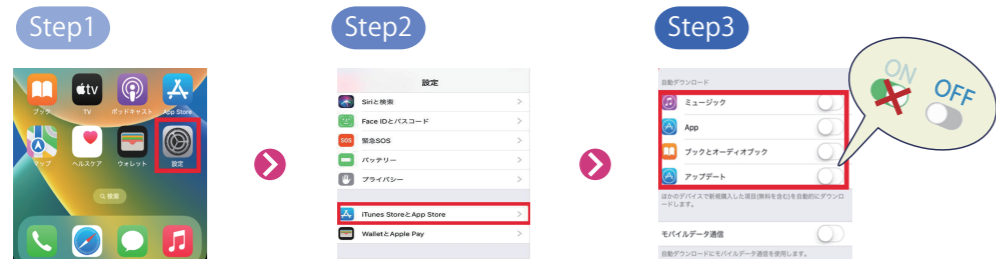 Step1
ブック
tv
TV
ポッドキャスト
App Store
マップ
ヘルスケア
ウォレット
設定
検索
Step2
設定
Siriと検索
Face IDとパスコード
SOS
緊急SOS
バッテリー
プライバシー
iTunes StoreとApp Store
WalletとApple Pay
Step3
自動ダウンロード
ミュージック
App
ブックとオーディオブック
アップデート
ほかのデバイスで新規購入した項目(無料を含む)を自動的にダウンロ
ードします。
モバイルデータ通信
自動ダウンロードにモバイルデータ通信を使用します。
ON
OFF